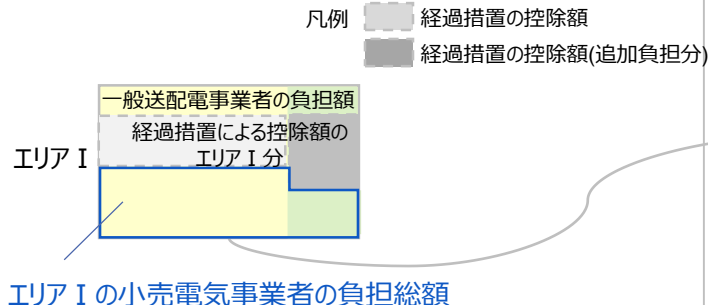 凡例 経過措置の控除額
経過措置の控除額(追加負担分)
一般送配電事業者の負担額
経過措置による控除額の
エリアⅠ分
エリアⅠ
エリアⅠの小売電気事業者の負担総額